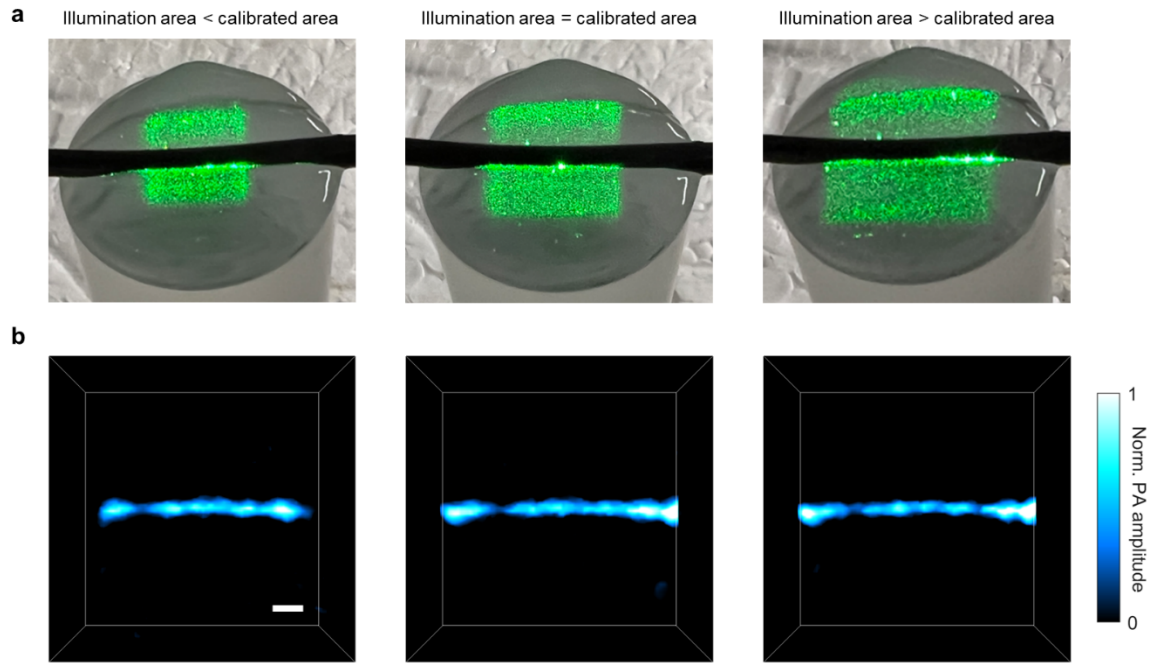 a
Illumination area < calibrated area
Illumination area = calibrated area
Illumination area > calibrated area
b
1
Norm. PA amplitude
0